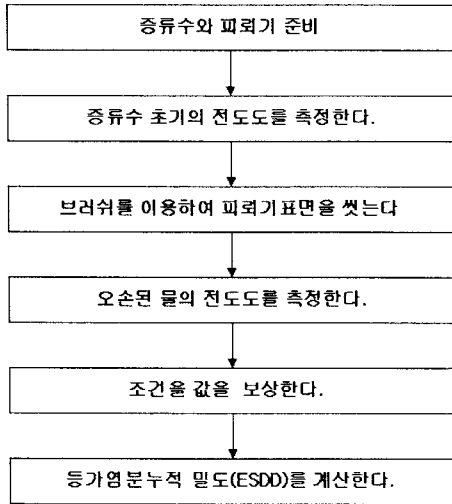 증류수와 피뢰기 준비
증류수 초기의 전도도를 측정한다.
브러쉬를 이용하여 피뢰기표면을 씻는다
오손된 물의 전도도를 측정한다.
조건을 값을 보상한다.
등가염분누적 밀도(ESDD)를 계산한다.